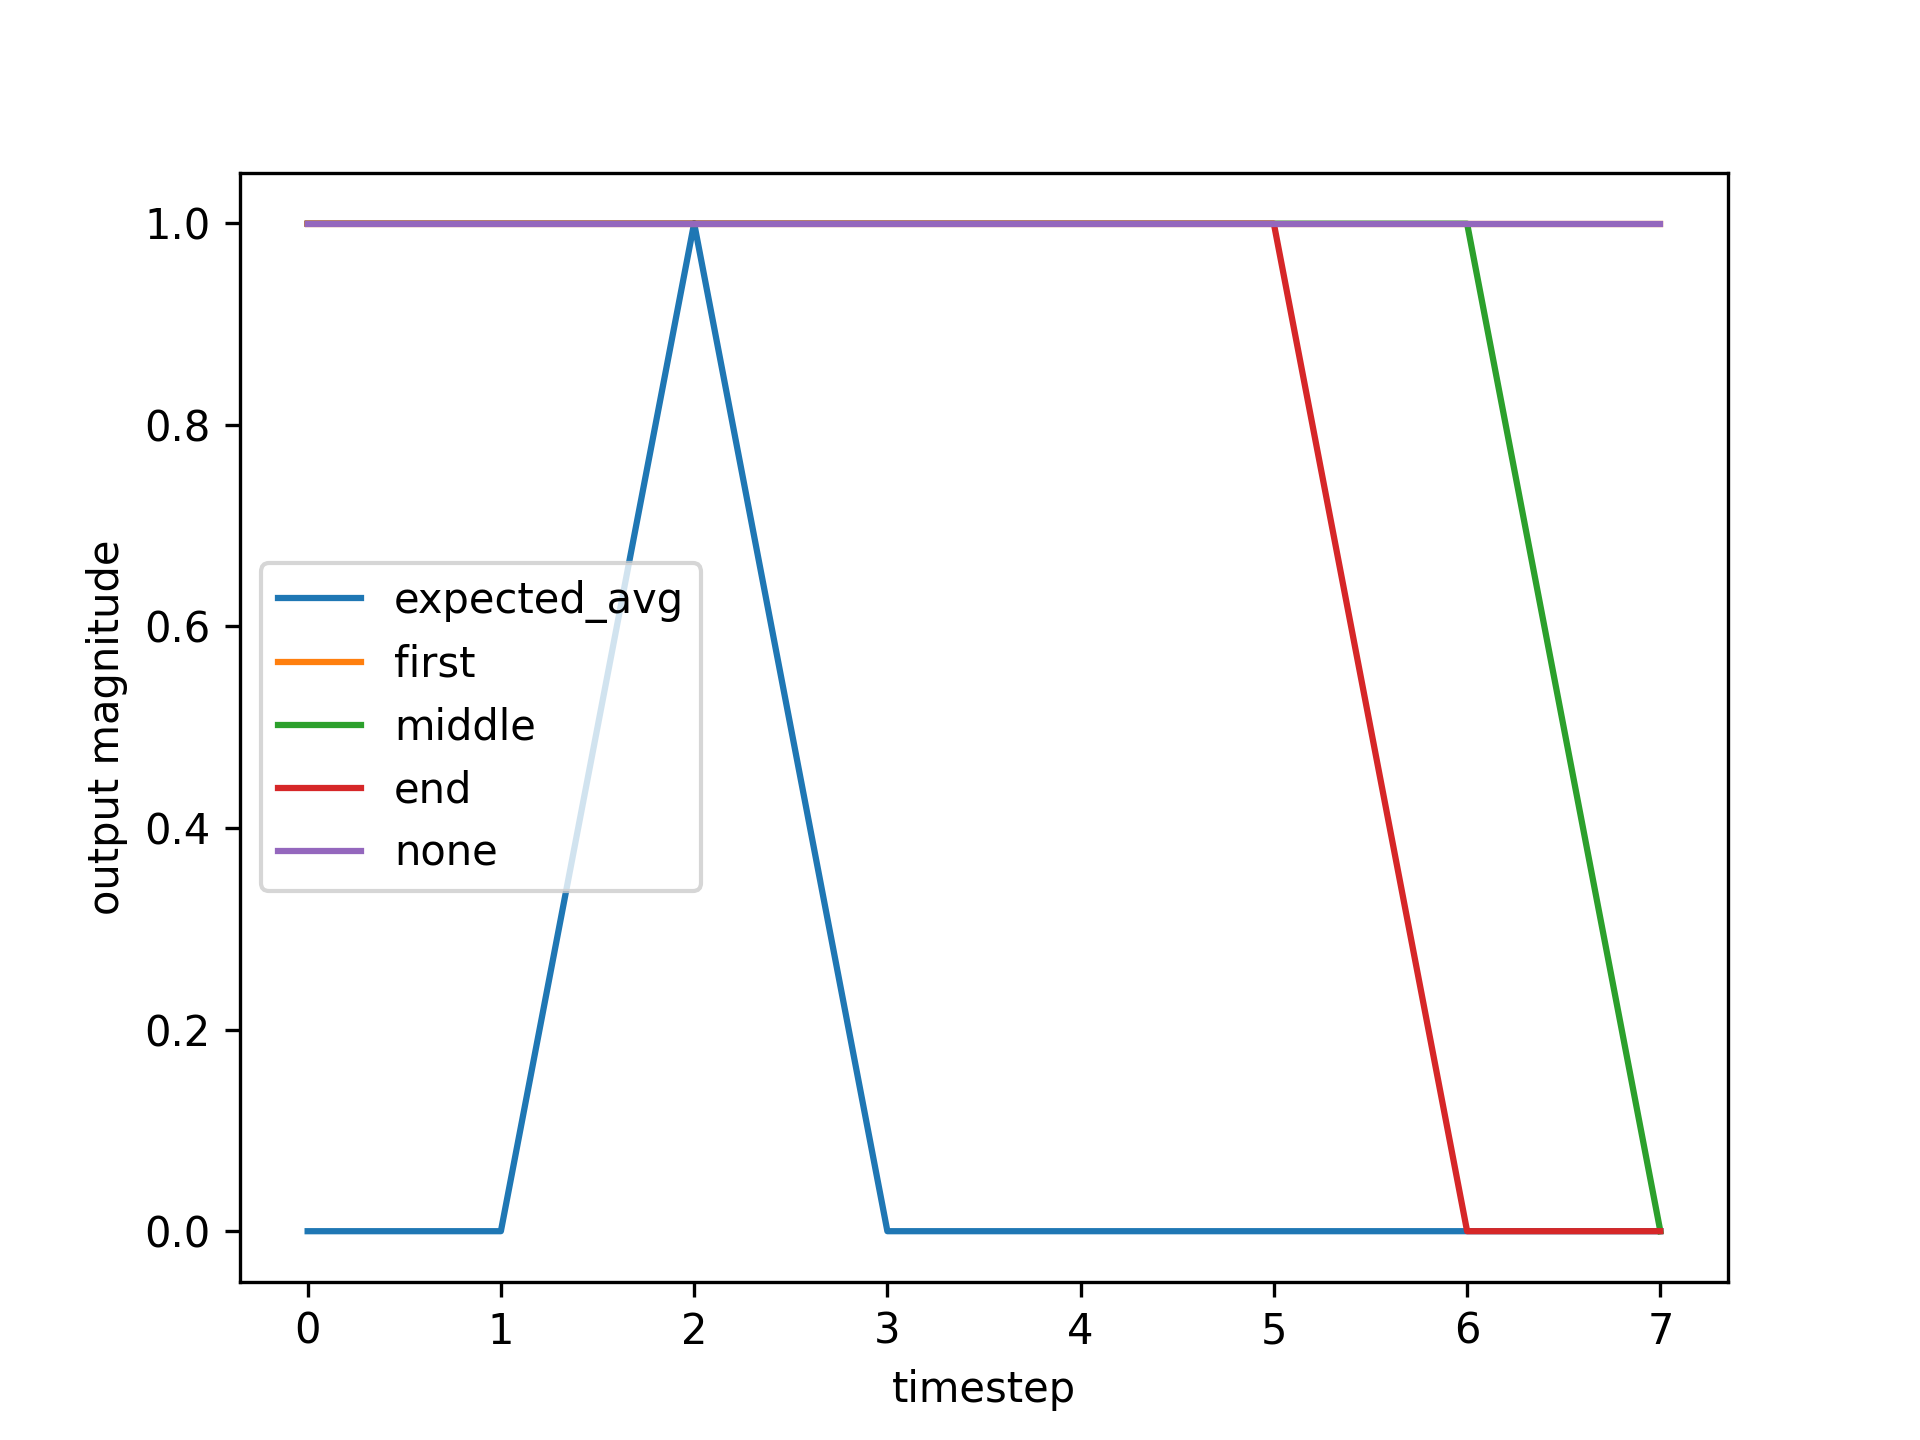 1.0
0.8
0.6
0.4
0.2
0.0
output magnitude
expected_avg
first
middle
end
none
0 1 2 3 4 5 6 7
timestep